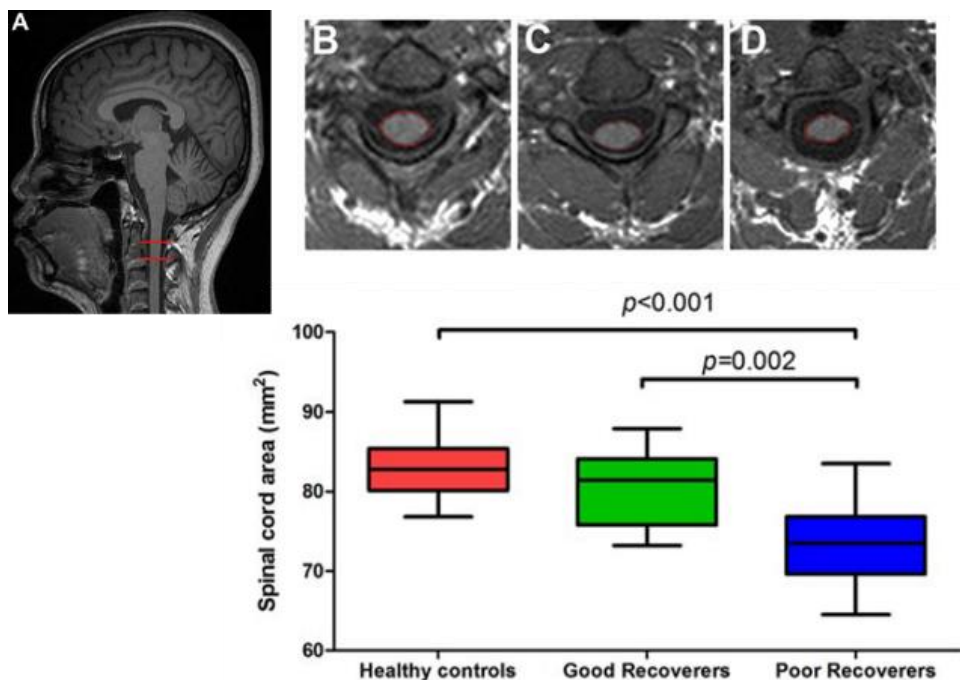 A
B
C
D
p<0.001
p=0.002
Spinal cord area (mm²)
100
90
80
70
60
Healthy controls
Good Recoverers
Poor Recoverers